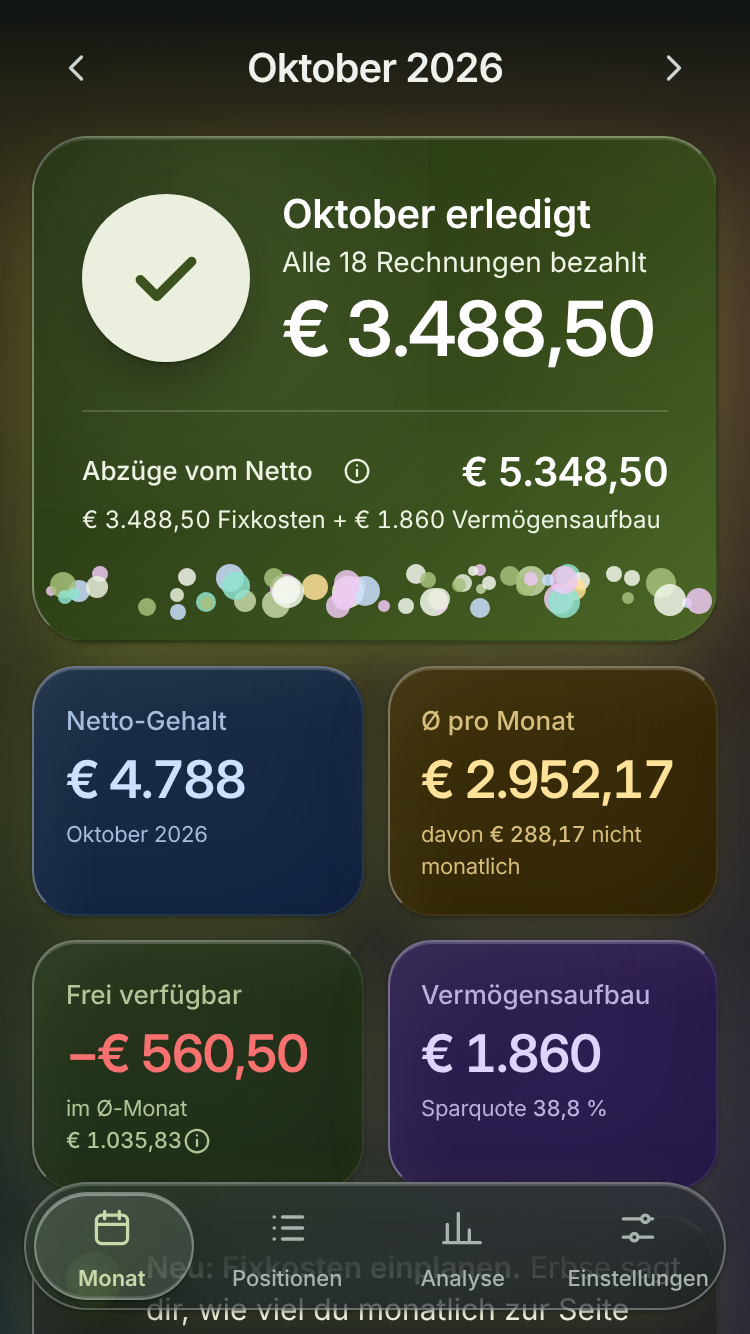 Oktober 2026
Oktober erledigt
Alle 18 Rechnungen bezahlt
€ 3.488,50
Abzüge vom Netto
€ 5.348,50
€ 3.488,50 Fixkosten + € 1.860 Vermögensaufbau
Netto-Gehalt
€ 4.788
Oktober 2026
Ø pro Monat
€ 2.952,17
davon € 288,17 nicht
monatlich
Frei verfügbar
–€ 560,50
im Ø-Monat
€ 1.035,83
Vermögensaufbau
€ 1.860
Sparquote 38,8 %
Neu: Fixkosten einplanen. Erbse sagt
dir, wie viel du monatlich zur Seite
Monat
Positionen
Analyse
Einstellungen